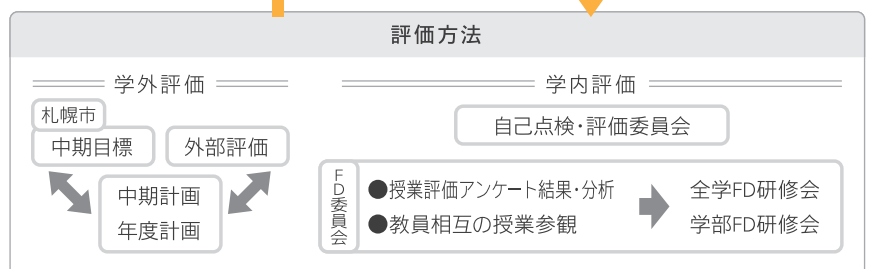 評価方法
学外評価
札幌市
中期目標
外部評価
中期計画
年度計画
学内評価
自己点検・評価委員会
FD委員会
●授業評価アンケート結果・分析
●教員相互の授業参観
全学FD研修会
学部FD研修会